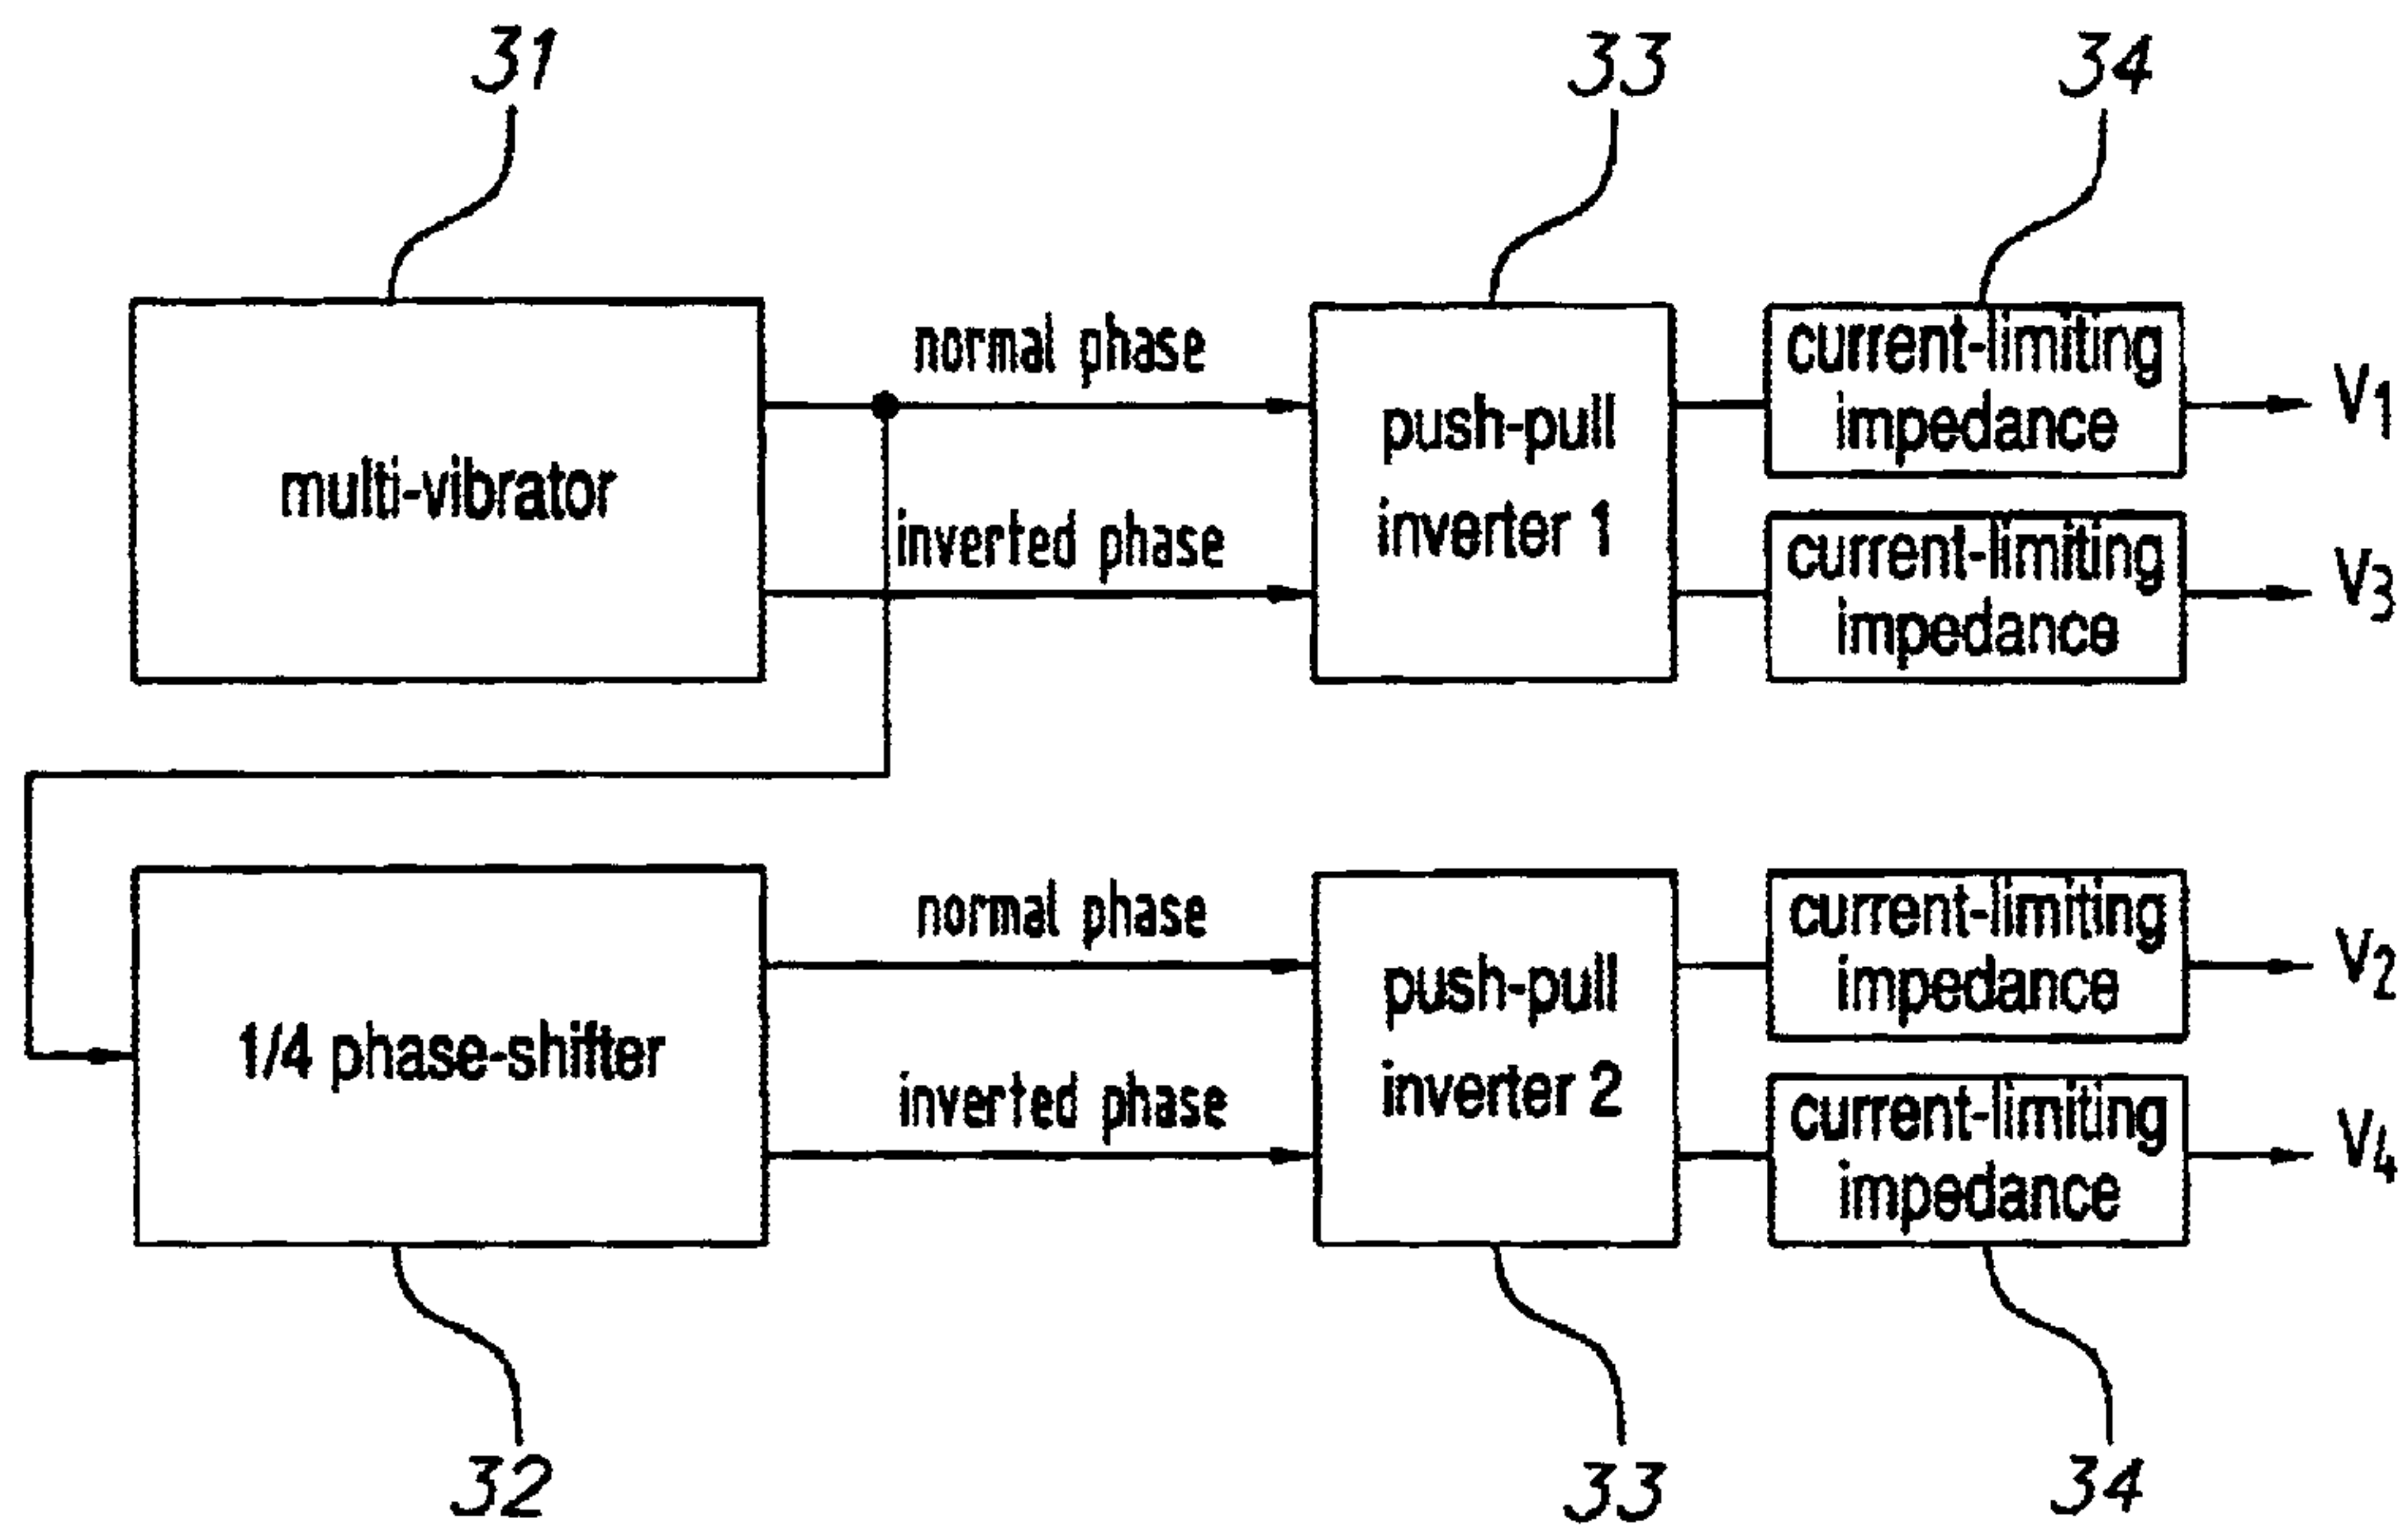 31
33
34
multi-vibrator
normal phase
inverted phase
push-pull
inverter 1
current-limiting
impedance
V1
current-limiting
impedance
V3
1/4 phase-shifter
normal phase
inverted phase
push-pull
inverter 2
current-limiting
impedance
V2
current-limiting
impedance
V4
32
33
34